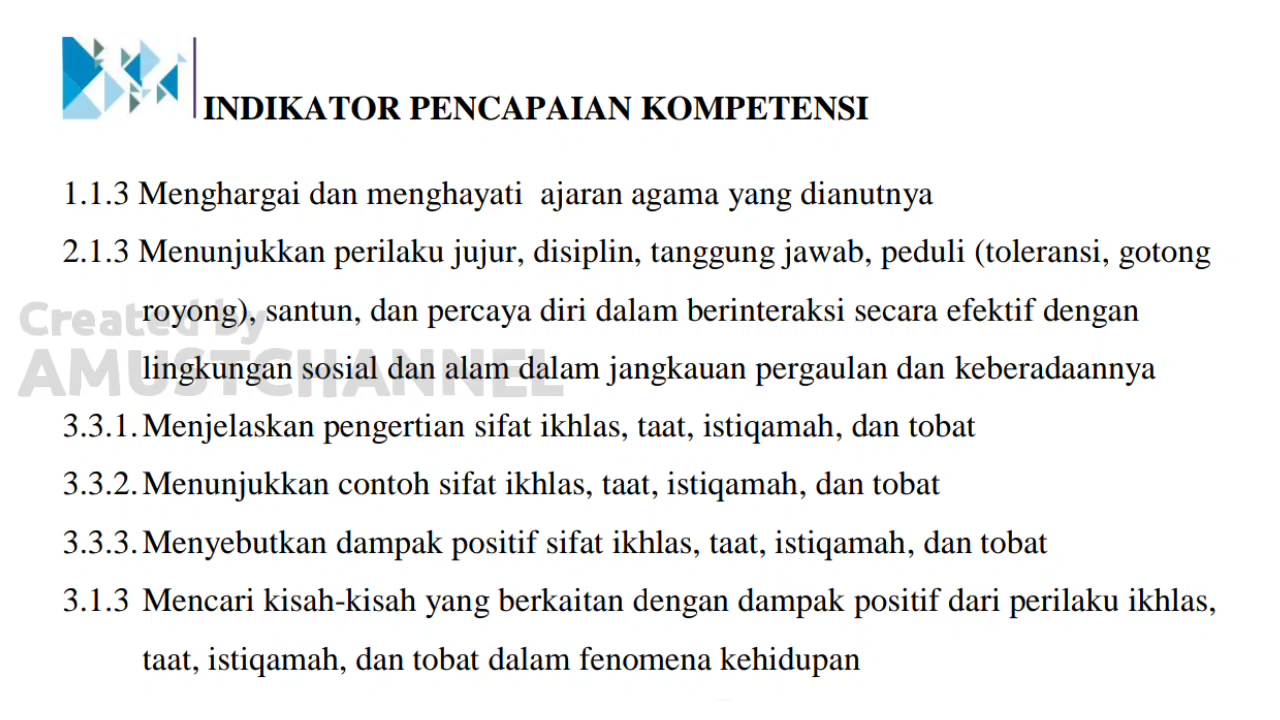 INDIKATOR PENCAPAIAN KOMPETENSI
1.1.3 Menghargai dan menghayati ajaran agama yang dianutnya
2.1.3 Menunjukkan perilaku jujur, disiplin, tanggung jawab, peduli (toleransi, gotong
royong), santun, dan percaya diri dalam berinteraksi secara efektif dengan
lingkungan sosial dan alam dalam jangkauan pergaulan dan keberadaannya
Created by
AMUSTCHANNEL
3.3.1. Menjelaskan pengertian sifat ikhlas, taat, istiqamah, dan tobat
3.3.2. Menunjukkan contoh sifat ikhlas, taat, istiqamah, dan tobat
3.3.3. Menyebutkan dampak positif sifat ikhlas, taat, istiqamah, dan tobat
3.1.3 Mencari kisah-kisah yang berkaitan dengan dampak positif dari perilaku ikhlas,
taat, istiqamah, dan tobat dalam fenomena kehidupan